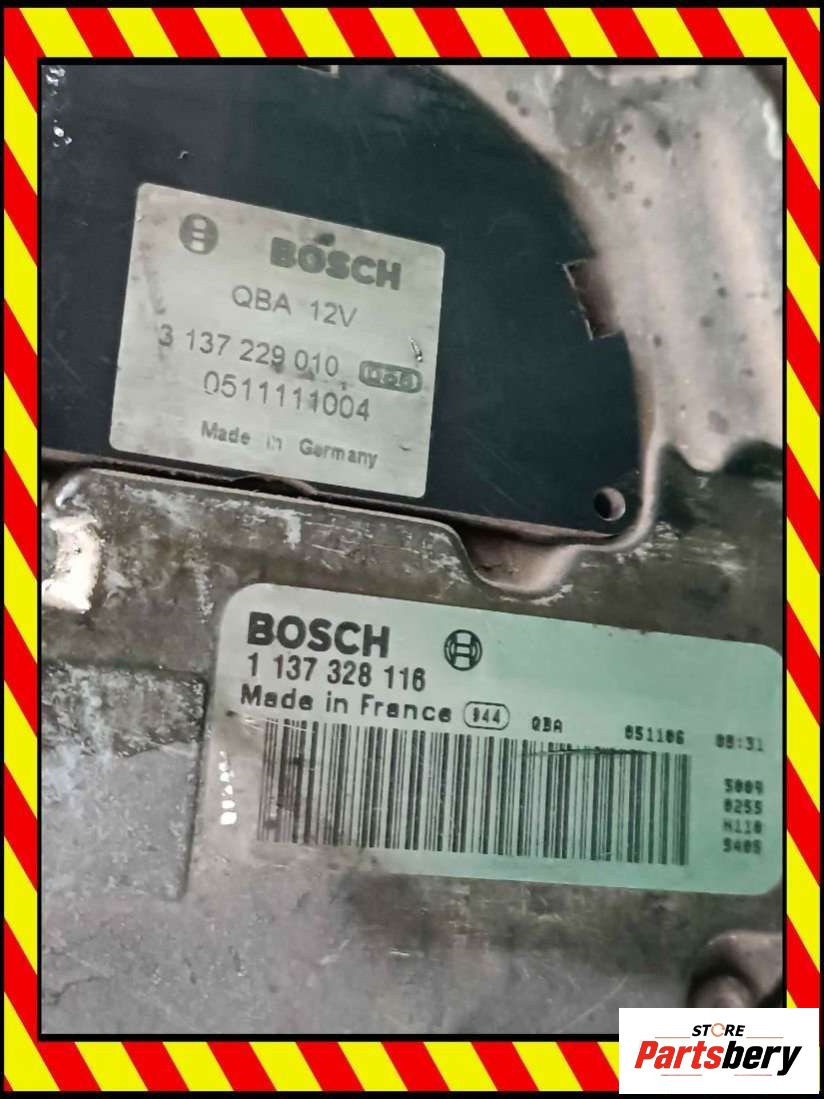 BOSCH
QBA 12V
3 137 229 010
0511111004
Made in Germany
BOSCH
1 137 328 116
Made in France 944 QBA 051106 08:31
5009
0255
N110
5405
STORE
Partsbery